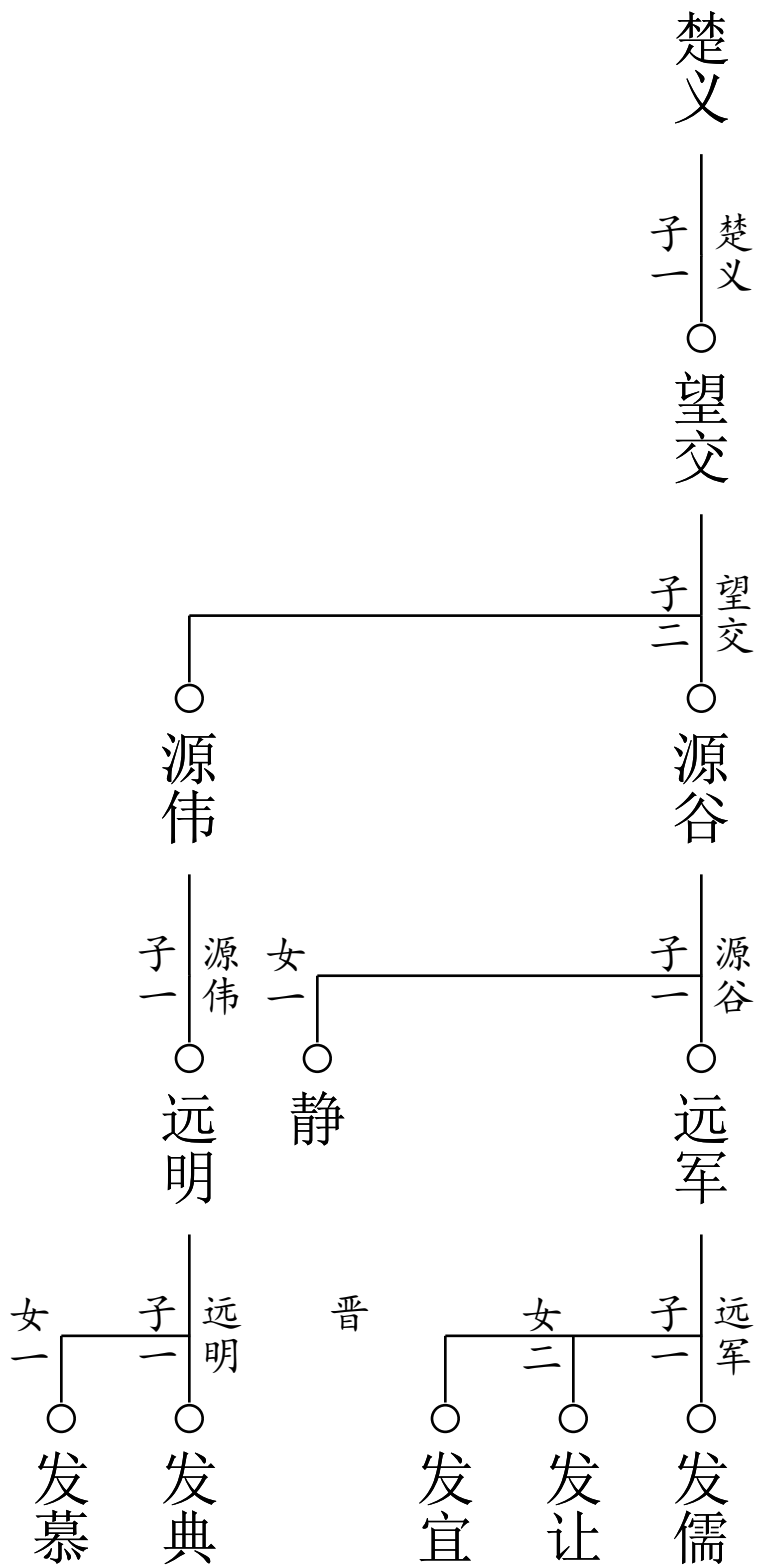 楚义
楚义
子一
望交
望交
子二
源谷
源伟
源谷
子一
女一
源伟
子一
远军
静
远明
远军
子一
女二
晋
远明
子一
女一
发儒
发让
发宜
发典
发慕